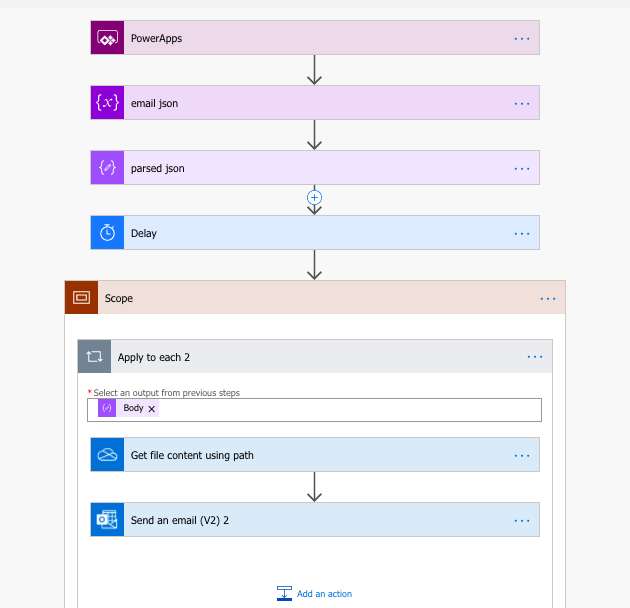 PowerApps
email json
parsed json
Delay
Scope
Apply to each 2
* Select an output from previous steps
Body
Get file content using path
Send an email (V2) 2
Add an action